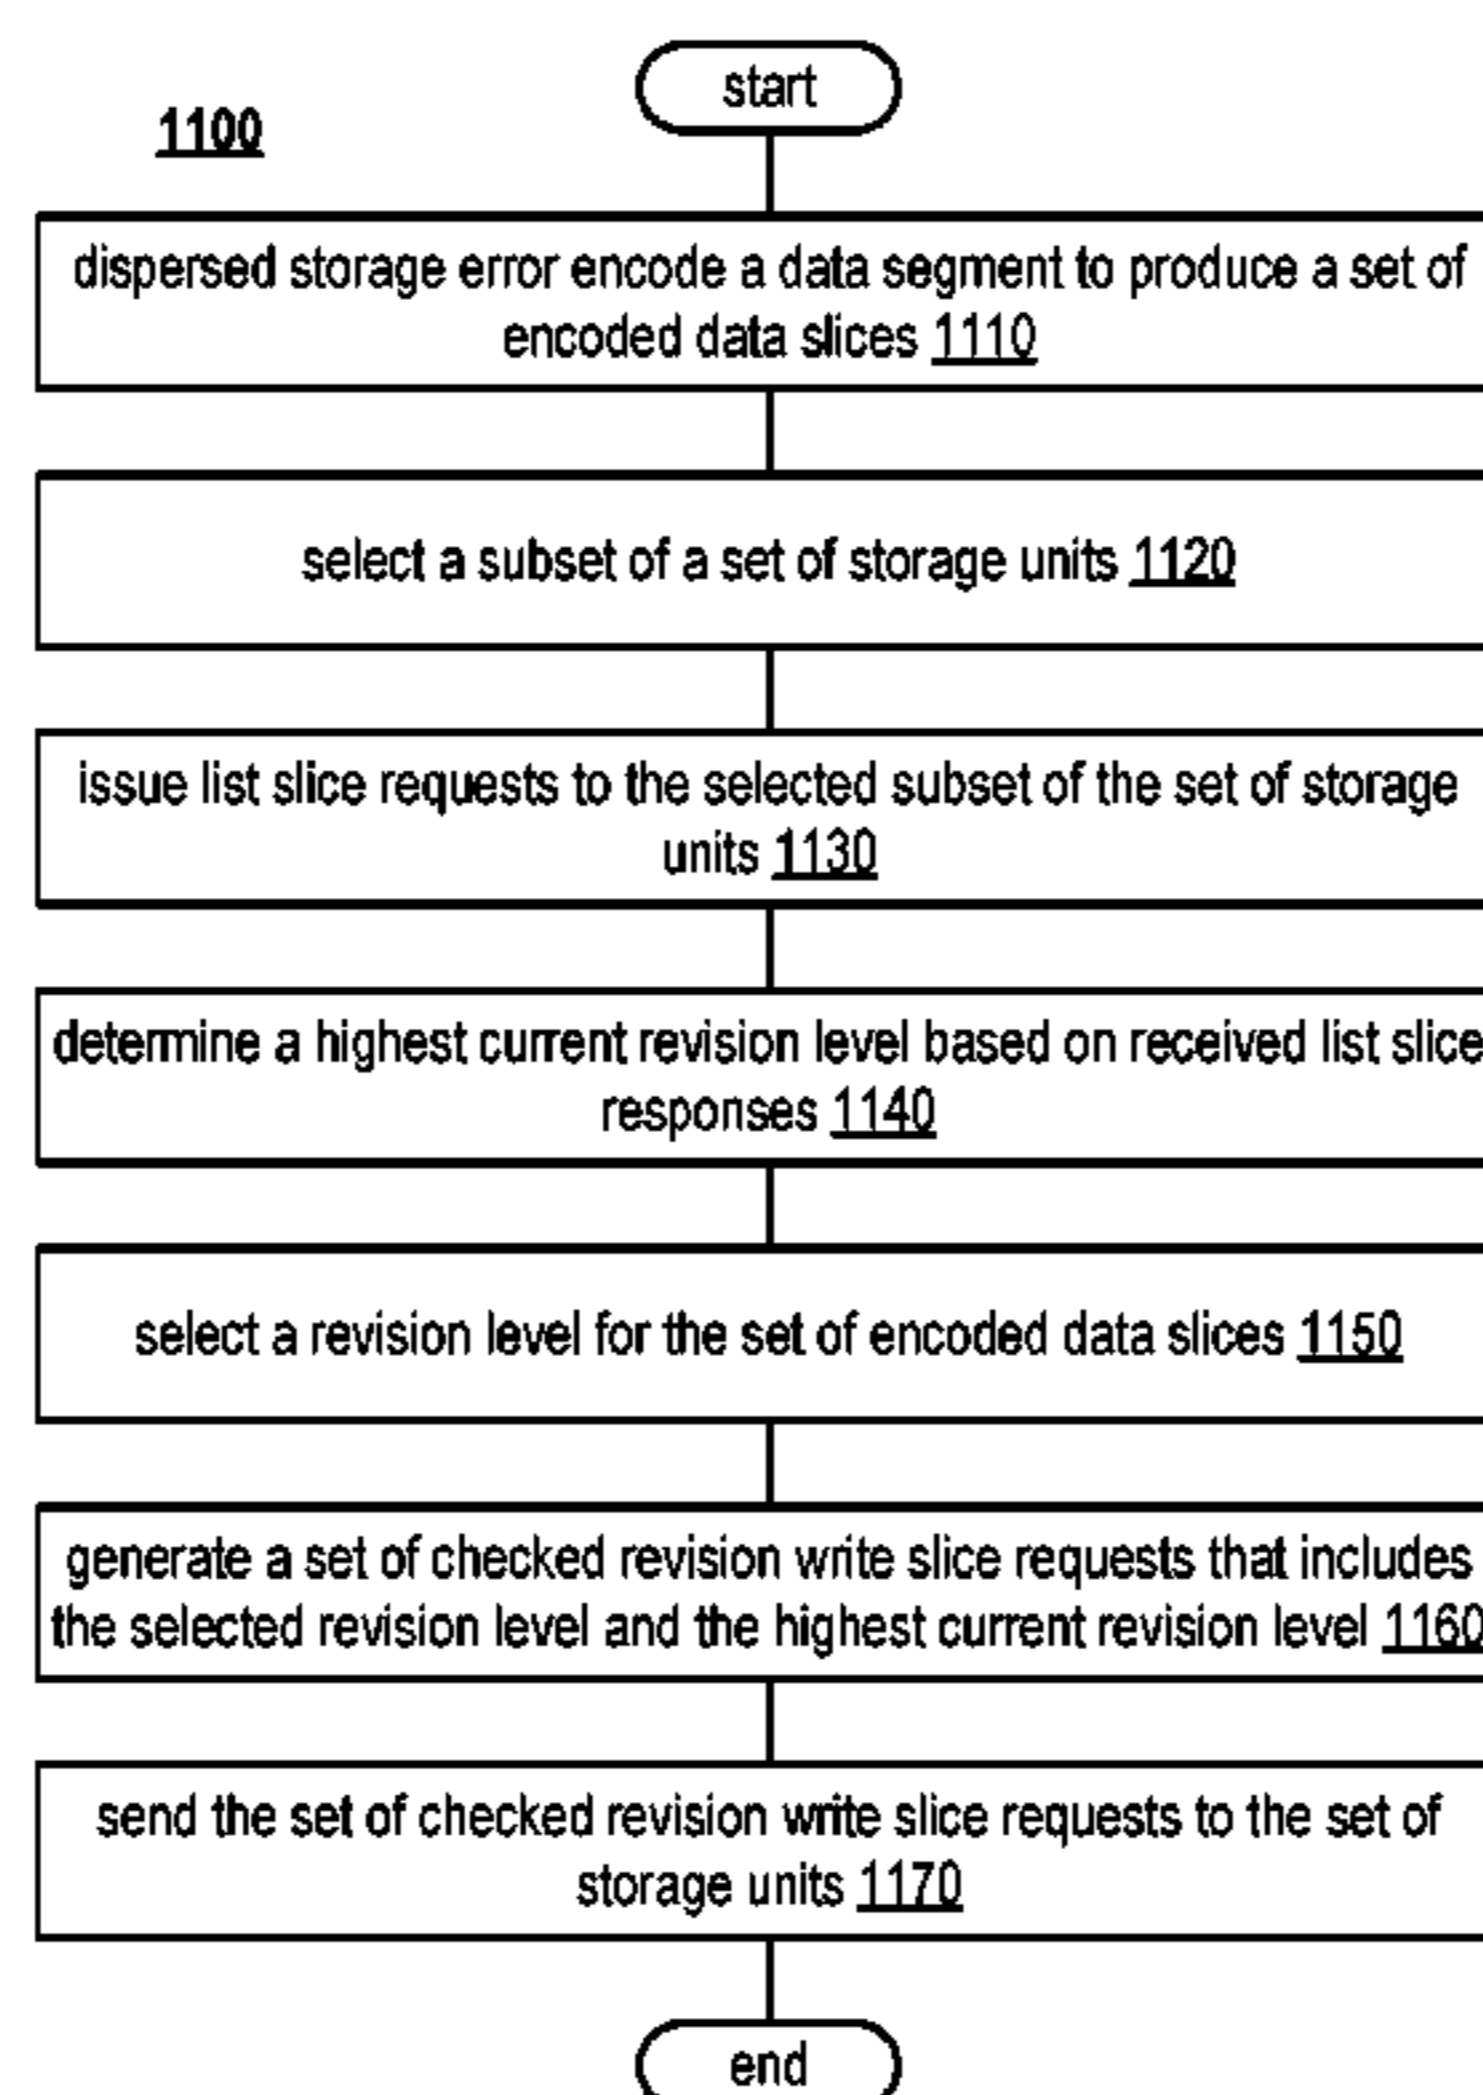 start
1100
dispersed storage error encode a data segment to produce a set of
encoded data slices 1110
select a subset of a set of storage units 1120
issue list slice requests to the selected subset of the set of storage
units 1130
determine a highest current revision level based on received list slice
responses 1140
select a revision level for the set of encoded data slices 1150
generate a set of checked revision write slice requests that includes
the selected revision level and the highest current revision level 1160
send the set of checked revision write slice requests to the set of
storage units 1170
end